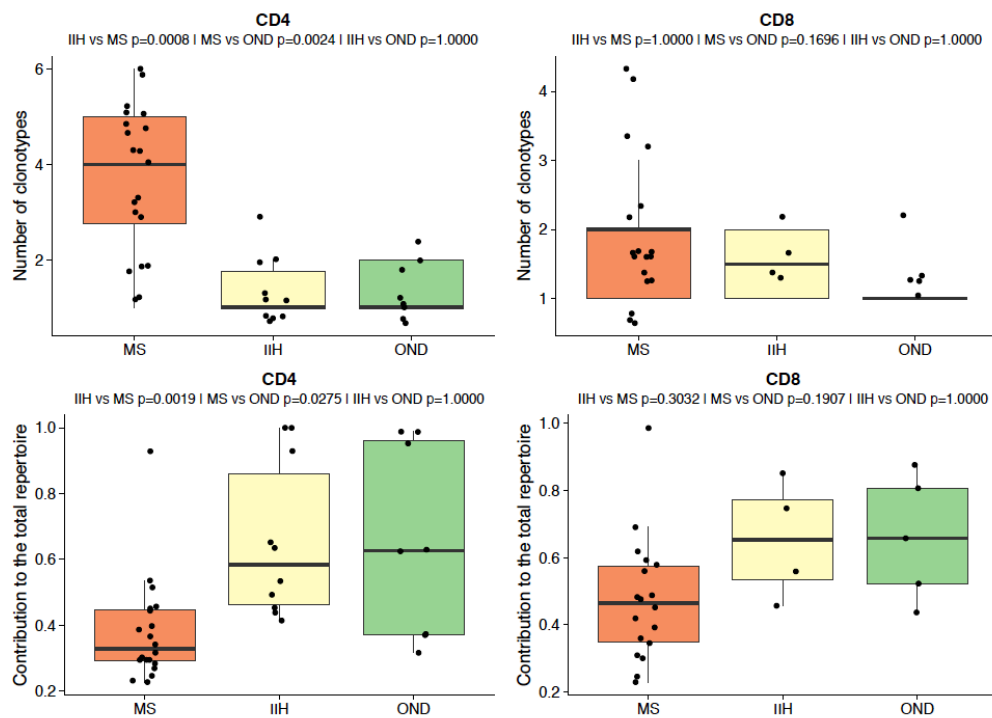 CD4
IIH vs MS p=0.0008 | MS vs OND p=0.0024 | IIH vs OND p=1.0000
Number of clonotypes
6
4
2
MS IIH OND
CD8
IIH vs MS p=1.0000 | MS vs OND p=0.1696 | IIH vs OND p=1.0000
Number of clonotypes
4
3
2
1
MS IIH OND
CD4
IIH vs MS p=0.0019 | MS vs OND p=0.0275 | IIH vs OND p=1.0000
Contribution to the total repertoire
1.0
0.8
0.6
0.4
0.2
MS IIH OND
CD8
IIH vs MS p=0.3032 | MS vs OND p=0.1907 | IIH vs OND p=1.0000
Contribution to the total repertoire
1.0
0.8
0.6
0.4
0.2
MS IIH OND